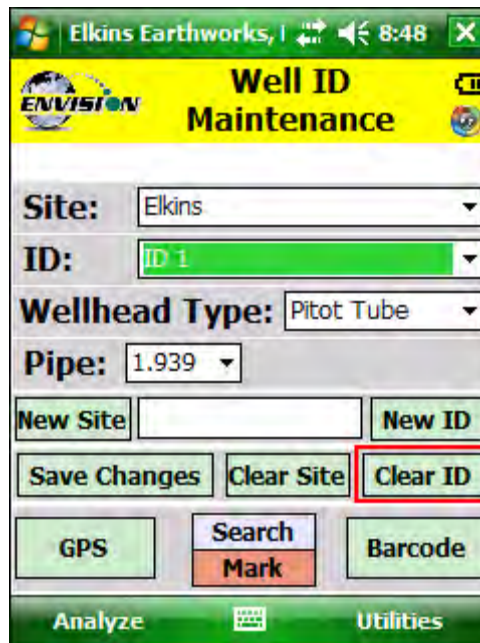 Elkins Earthworks, I 8:48
ENVISION
Well ID
Maintenance
Site: Elkins
ID: ID 1
Wellhead Type: Pitot Tube
Pipe: 1.939
New Site New ID
Save Changes Clear Site Clear ID
GPS Search Mark Barcode
Analyze Utilities